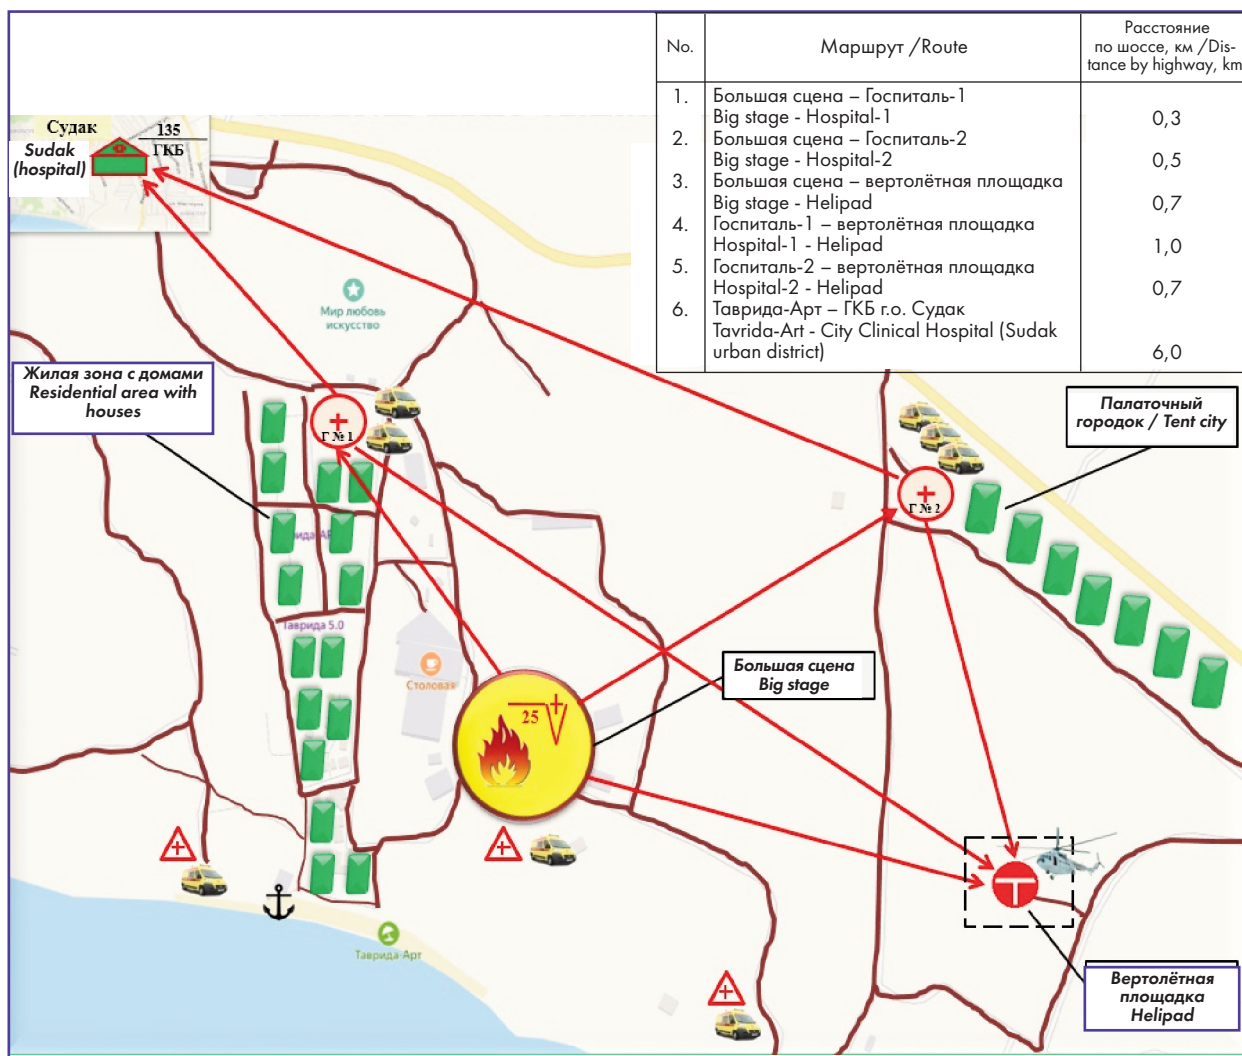 No.
Маршрут /Route
Расстояние
по шоссе, км /Dis-
tance by highway, km
1.
Большая сцена – Госпиталь-1
Big stage - Hospital-1
0,3
2.
Большая сцена – Госпиталь-2
Big stage - Hospital-2
0,5
3.
Большая сцена – вертолётная площадка
Big stage - Helipad
0,7
4.
Госпиталь-1 – вертолётная площадка
Hospital-1 - Helipad
1,0
5.
Госпиталь-2 – вертолётная площадка
Hospital-2 - Helipad
0,7
6.
Таврида-Арт – ГКБ г.о. Судак
Tavrida-Art - City Clinical Hospital (Sudak
urban district)
6,0
Судак
Sudak
(hospital)
135
ГКБ
Мир любовь
искусство
Жилая зона с домами
Residential area with
houses
Г № 1
Палаточный
городок / Tent city
Г № 2
Таврида 5.0
Столовая
25
Большая сцена
Big stage
Таврида-Арт
Вертолётная
площадка
Helipad